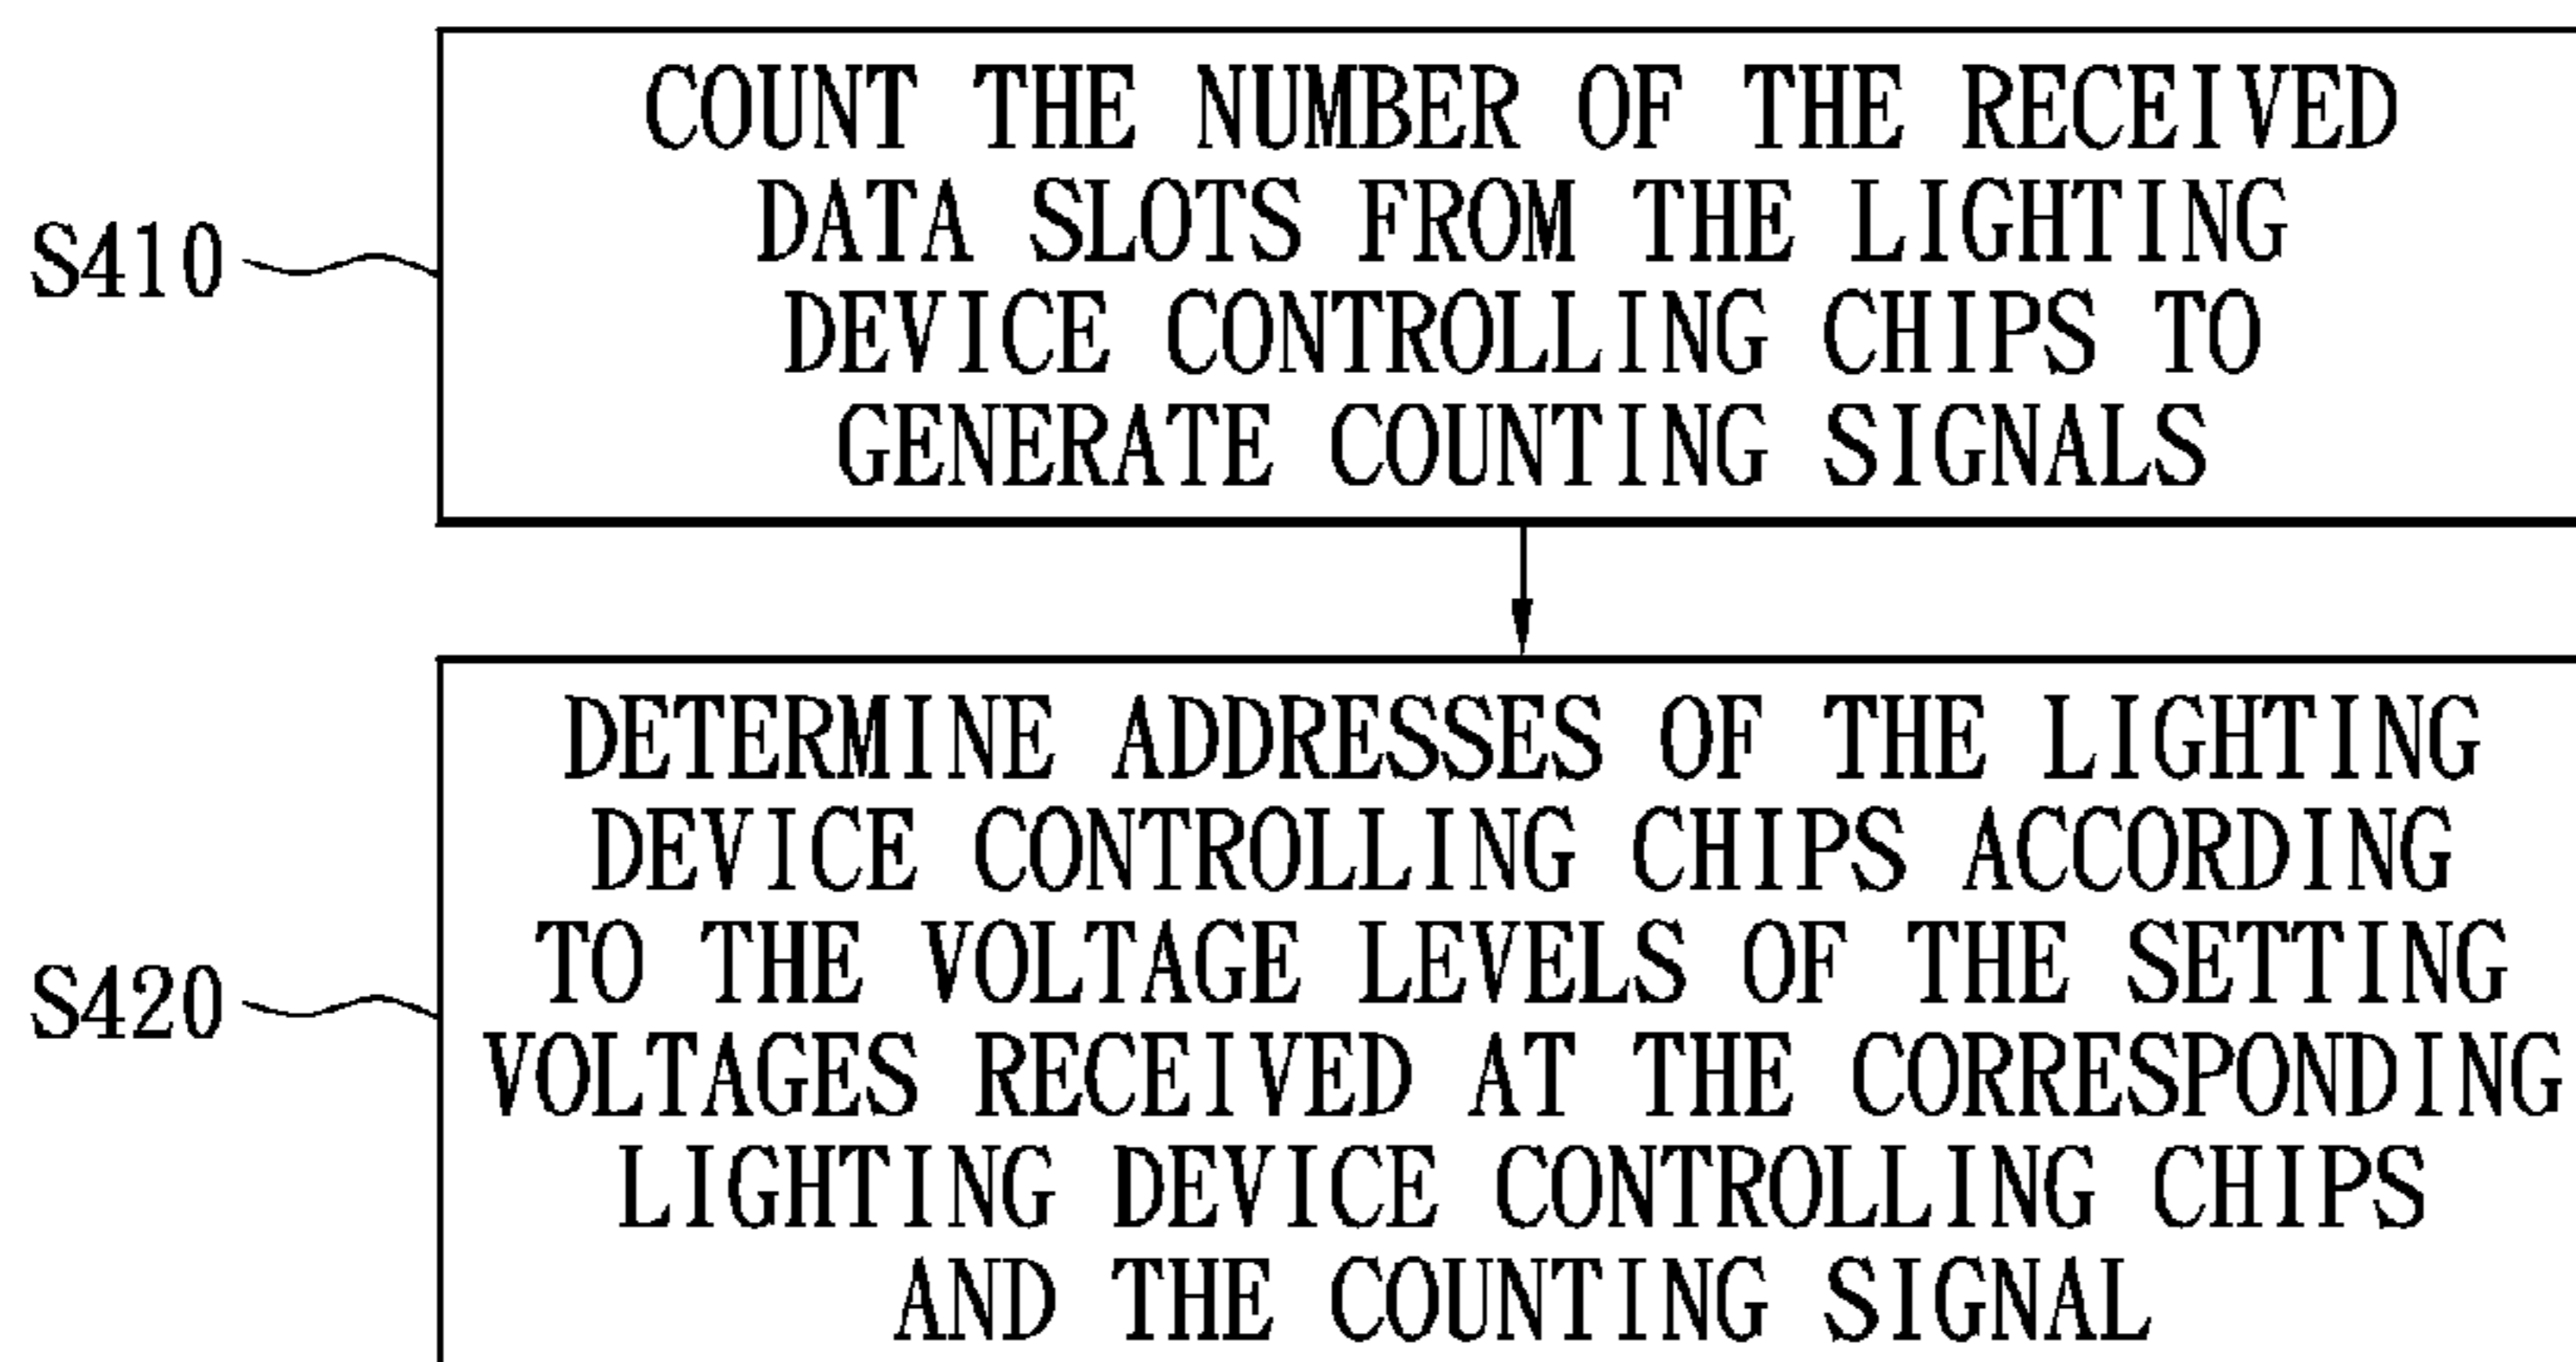 S410
COUNT THE NUMBER OF THE RECEIVED
DATA SLOTS FROM THE LIGHTING
DEVICE CONTROLLING CHIPS TO
GENERATE COUNTING SIGNALS
S420
DETERMINE ADDRESSES OF THE LIGHTING
DEVICE CONTROLLING CHIPS ACCORDING
TO THE VOLTAGE LEVELS OF THE SETTING
VOLTAGES RECEIVED AT THE CORRESPONDING
LIGHTING DEVICE CONTROLLING CHIPS
AND THE COUNTING SIGNAL